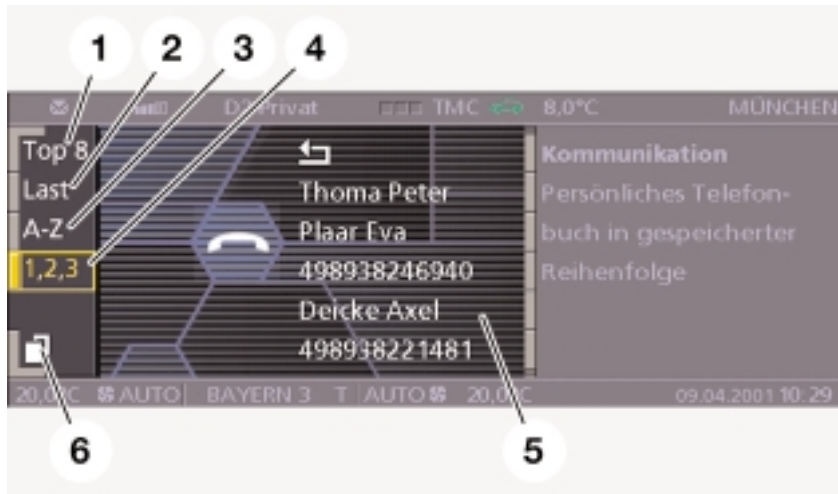 1 2 3 4
D2-Privat TMC 8,0°C MÜNCHEN
Top 8
Last
A-Z
1,2,3
Thoma Peter
Plaar Eva
498938246940
Deicke Axel
498938221481
Kommunikation
Persönliches Telefon-
buch in gespeicherter
Reihenfolge
20,0°C AUTO BAYERN 3 T AUTO 20,0°C 09.04.2001 10:29
6 5